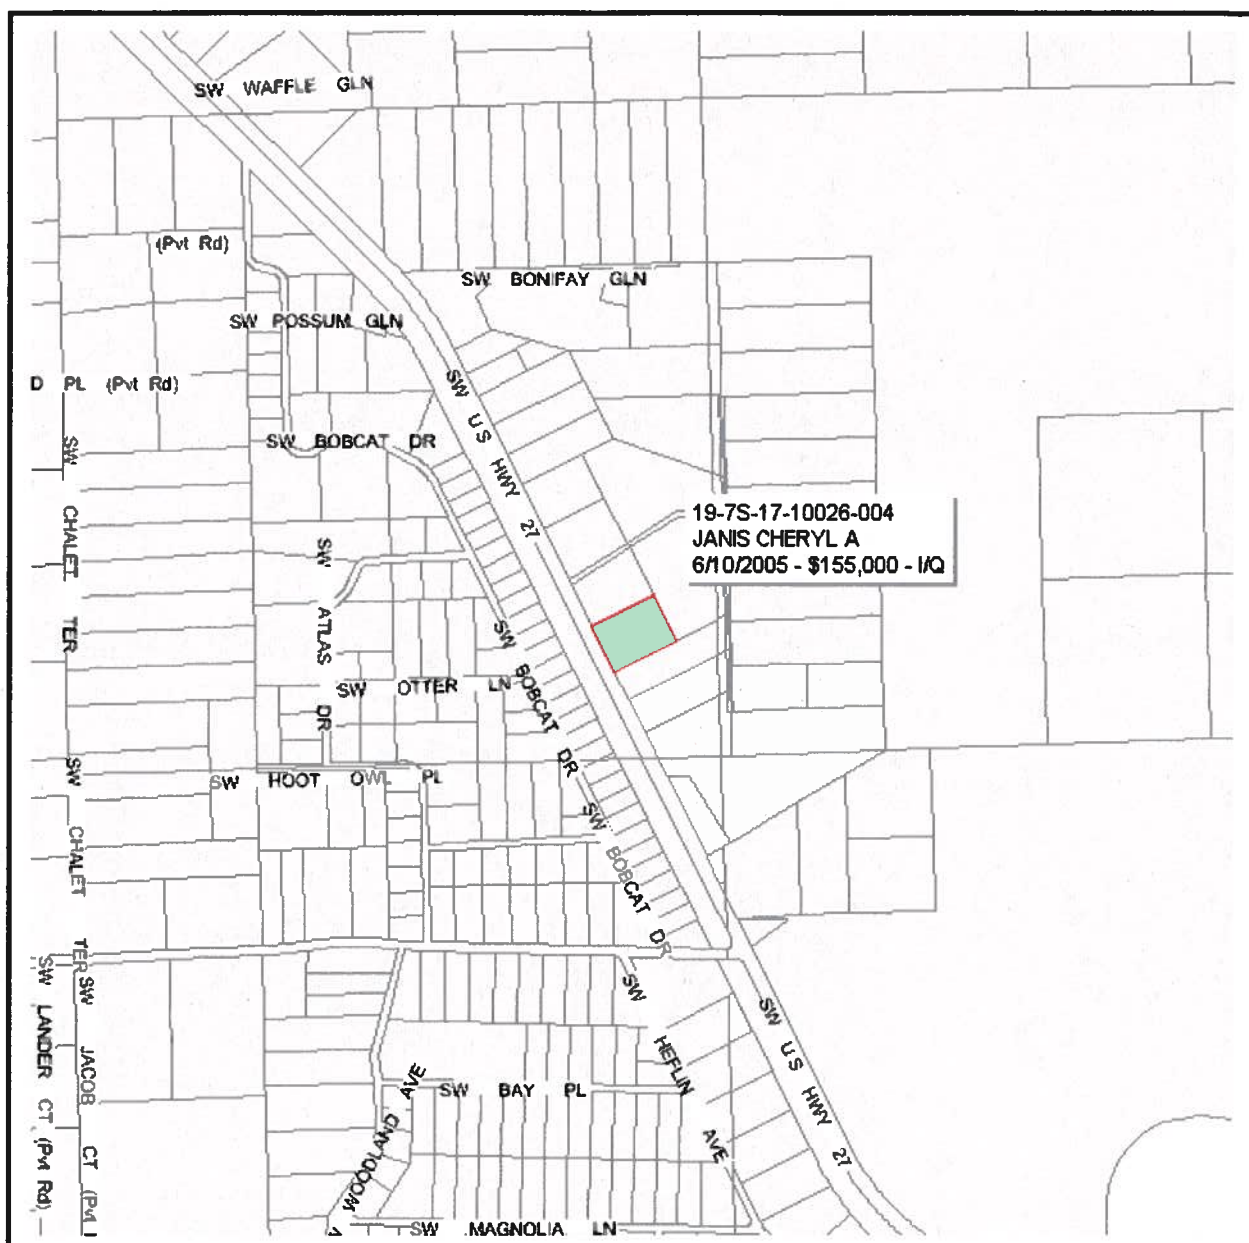 SW WAFFLE GLN
(Pvt Rd)
SW BONIFAY GLN
SW POSSUM GLN
D PL (Pvt Rd)
SW US HWY 27
SW BOBCAT DR
SW CHALET TER
19-7S-17-10026-004
JANIS CHERYL A
6/10/2005 - $155,000 - I/Q
SW ATLAS DR
SW BOBCAT DR
SW OTTER LN
SW HOOT OWL PL
SW CHALET TER
SW BOBCAT DR
SW LANDER CT (Pvt Rd)
SW JACOB CT (Pvt
SW HEFLIN AVE
SW US HWY 27
WOODLAND AVE
SW BAY PL
SW MAGNOLIA LN